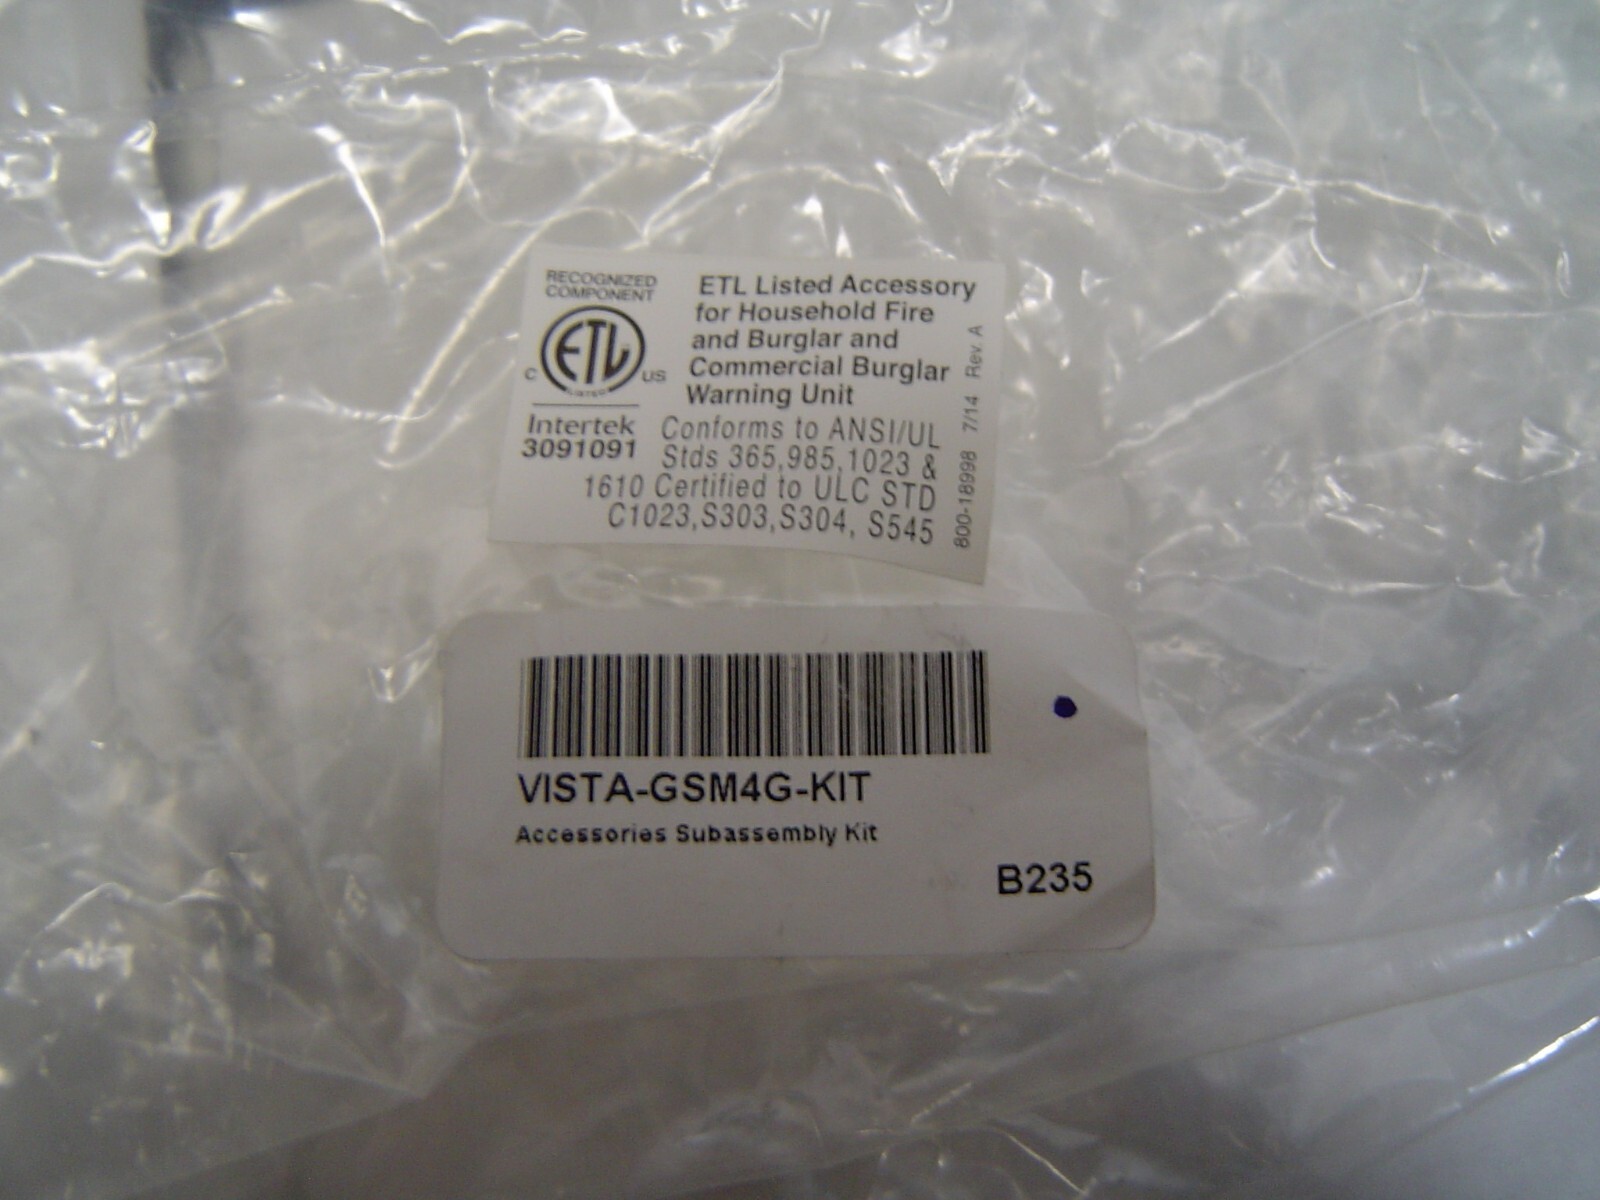 RECOGNIZED
COMPONENT
ETL
LISTED
C US
Intertek
3091091
ETL Listed Accessory
for Household Fire
and Burglar and
Commercial Burglar
Warning Unit
Conforms to ANSI/UL
Stds 365,985,1023 &
1610 Certified to ULC STD
C1023,S303,S304, S545
800-18998 7/14 Rev. A
VISTA-GSM4G-KIT
Accessories Subassembly Kit
B235